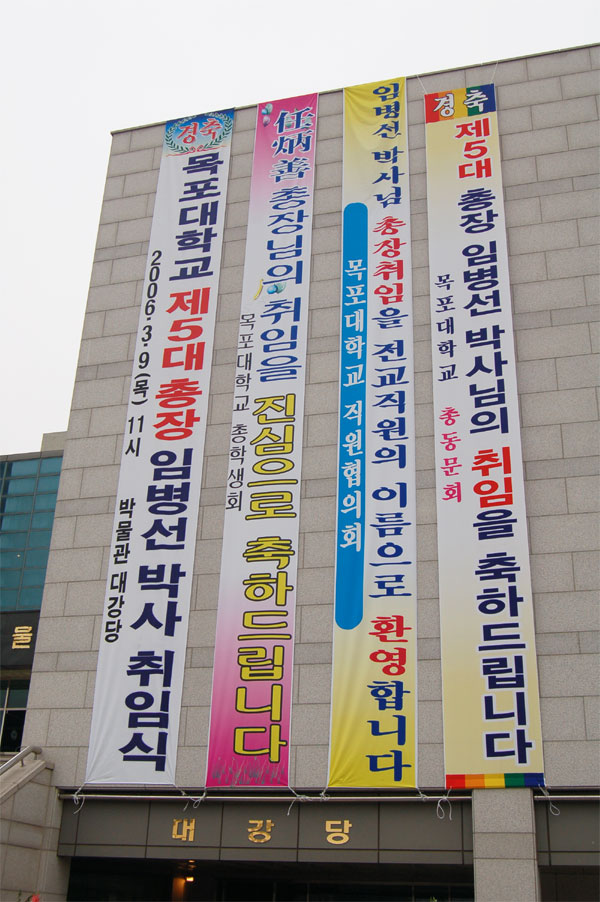 경축
목포대학교 제5대 총장 임병선 박사 취임식
2006·3·9(목) 11시 박물관 대강당
任炳善 총장님의 취임을 진심으로 축하드립니다
목포대학교 총학생회
임병선 박사님 총장취임을 전교직원의 이름으로 환영합니다
목포대학교 직원협의회
경축
제5대 총장 임병선 박사님의 취임을 축하드립니다
목포대학교 총동문회
물
대강당